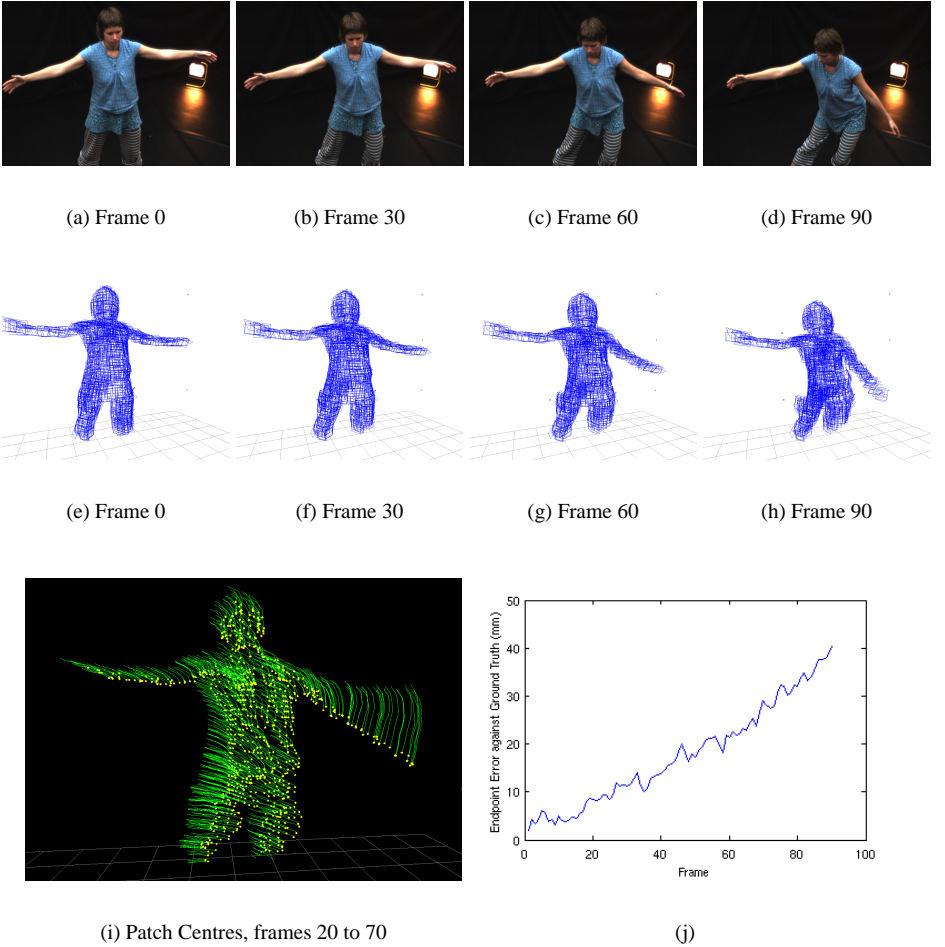 (a) Frame 0
(b) Frame 30
(c) Frame 60
(d) Frame 90
(e) Frame 0
(f) Frame 30
(g) Frame 60
(h) Frame 90
Endpoint Error against Ground Truth (mm)
50
40
30
20
10
0
0 20 40 60 80 100
Frame
(i) Patch Centres, frames 20 to 70
(j)